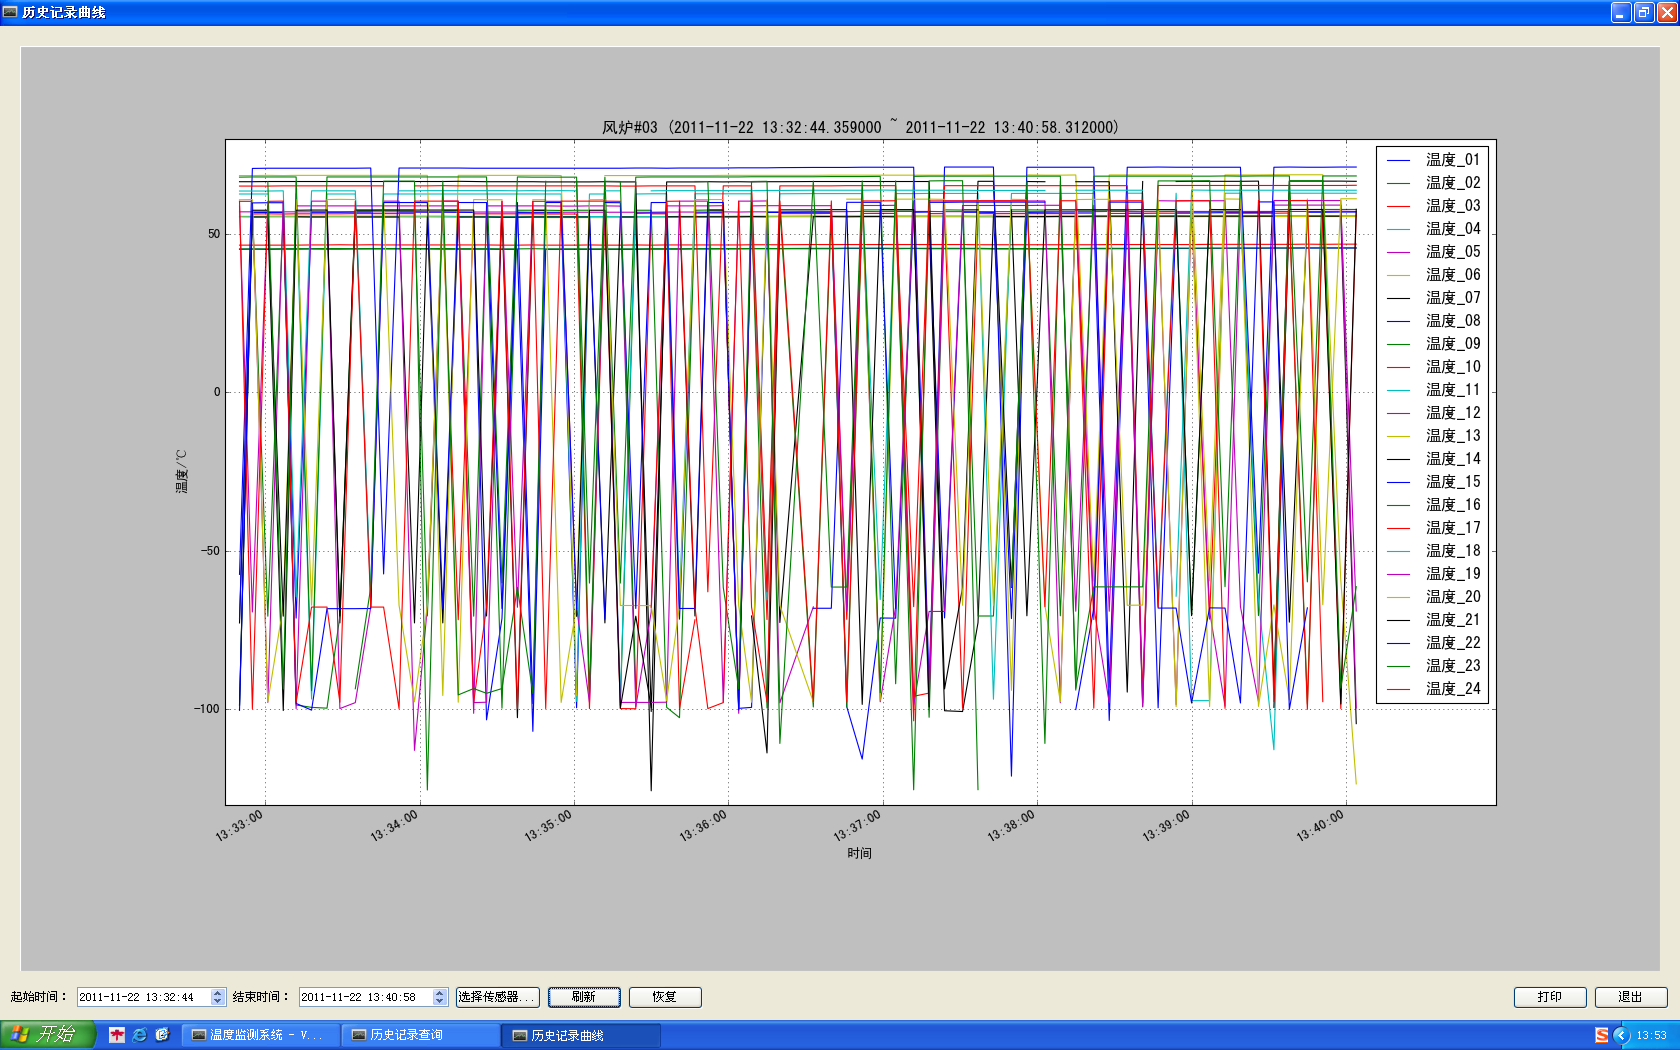 历史记录曲线
风炉#03 (2011-11-22 13:32:44.359000 ~ 2011-11-22 13:40:58.312000)
温度_01
温度_02
温度_03
温度_04
温度_05
温度_06
温度_07
温度_08
温度_09
温度_10
温度_11
温度_12
温度_13
温度_14
温度_15
温度_16
温度_17
温度_18
温度_19
温度_20
温度_21
温度_22
温度_23
温度_24
50
0
−50
−100
温度/℃
13:33:00 13:34:00 13:35:00 13:36:00 13:37:00 13:38:00 13:39:00 13:40:00
时间
起始时间： 2011-11-22 13:32:44 结束时间： 2011-11-22 13:40:58 选择传感器... 刷新 恢复 打印 退出
开始 温度监测系统 - V... 历史记录查询 历史记录曲线 13:53